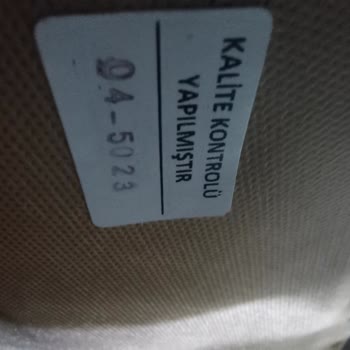 KALİTE KONTROLÜ
YAPILMIŞTIR
04-5023